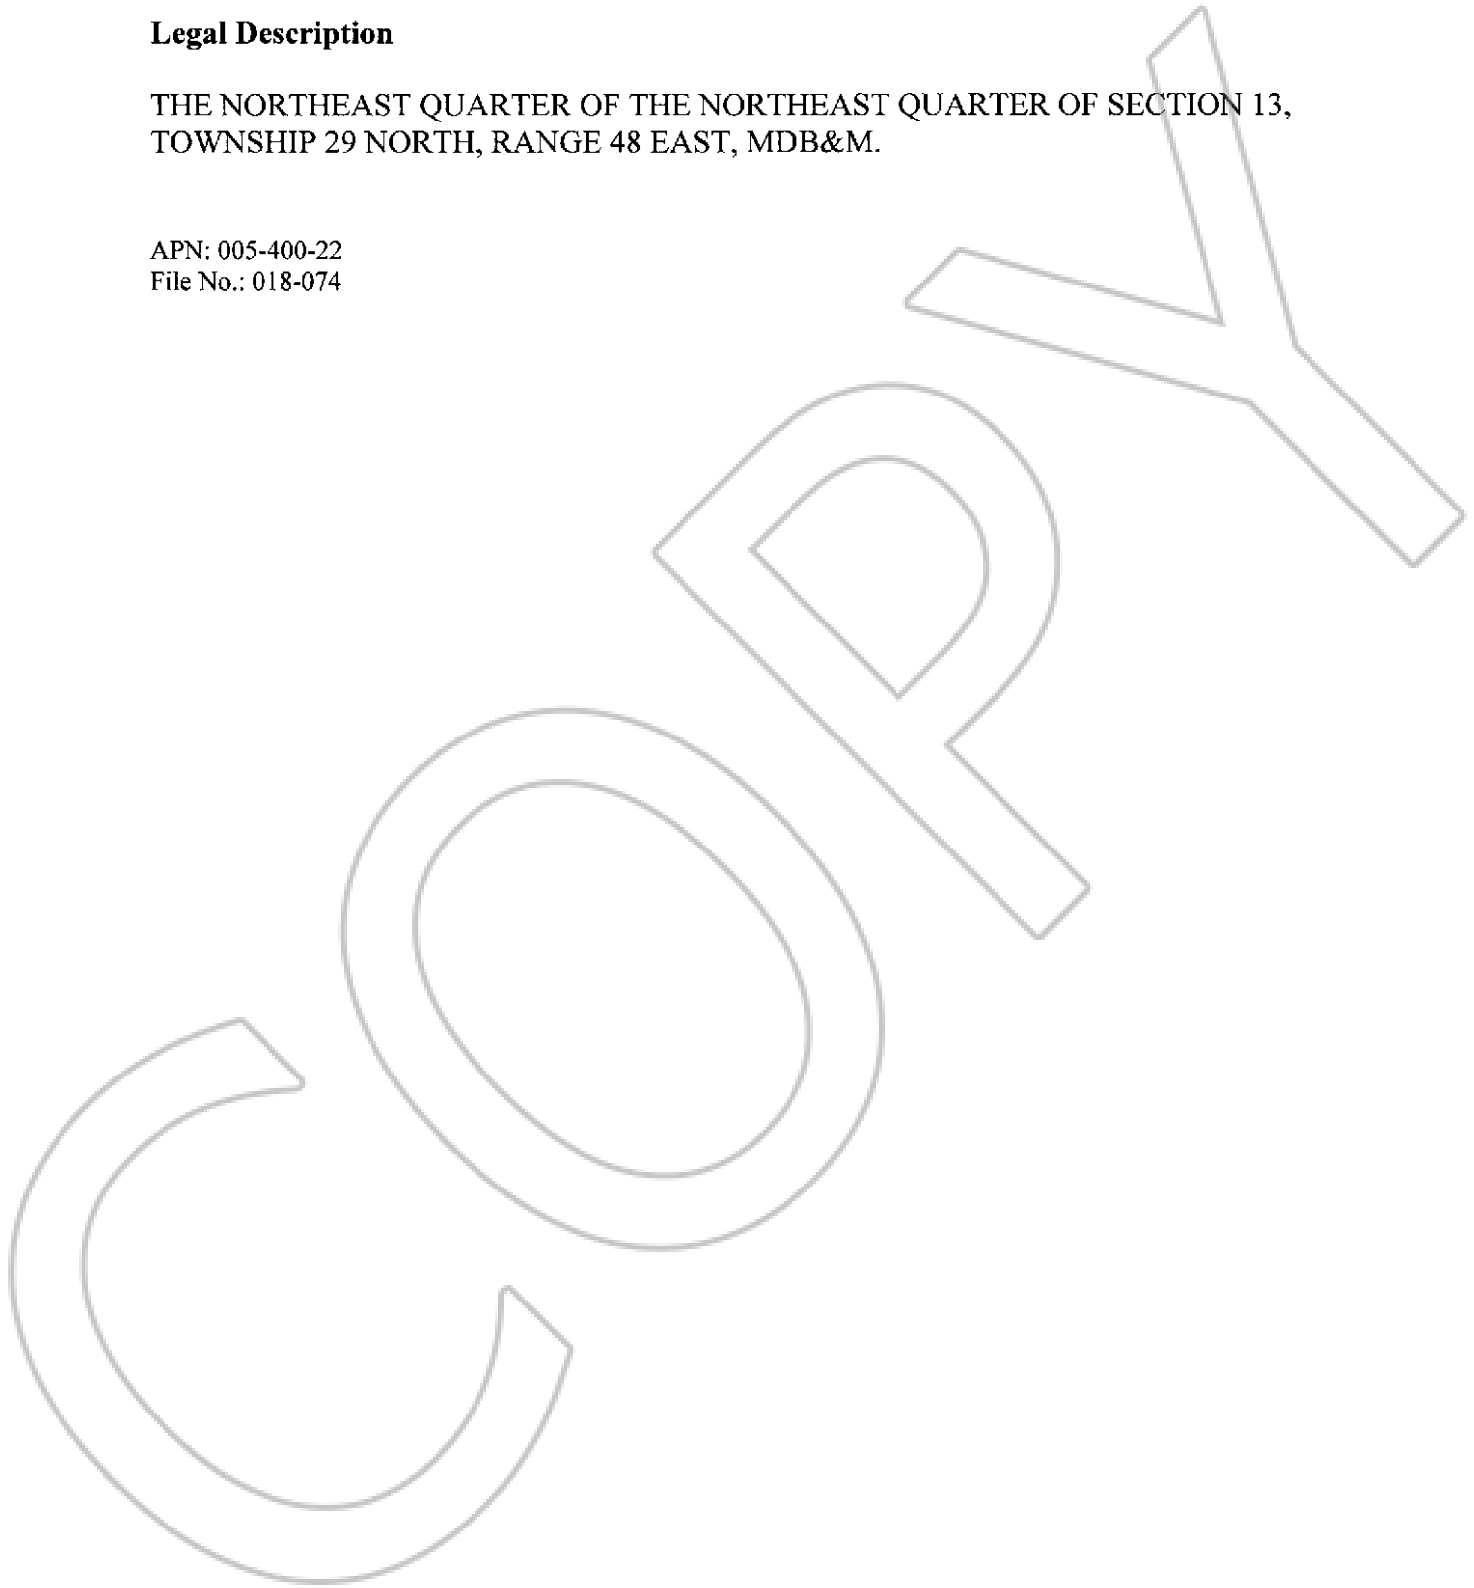 Legal Description
THE NORTHEAST QUARTER OF THE NORTHEAST QUARTER OF SECTION 13,
TOWNSHIP 29 NORTH, RANGE 48 EAST, MDB&M.
APN: 005-400-22
File No.: 018-074
COPY